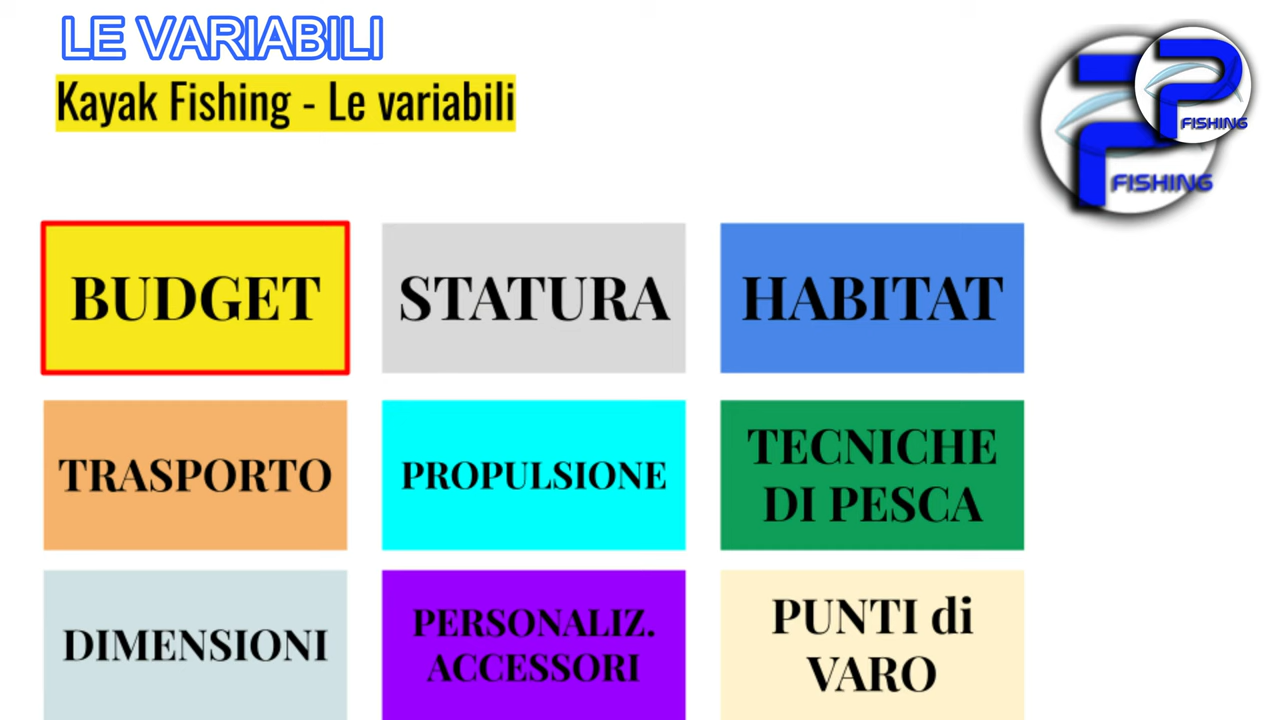 LE VARIABILI
Kayak Fishing - Le variabili
P FISHING
P FISHING
BUDGET
STATURA
HABITAT
TRASPORTO
PROPULSIONE
TECNICHE
DI PESCA
DIMENSIONI
PERSONALIZ.
ACCESSORI
PUNTI di
VARO